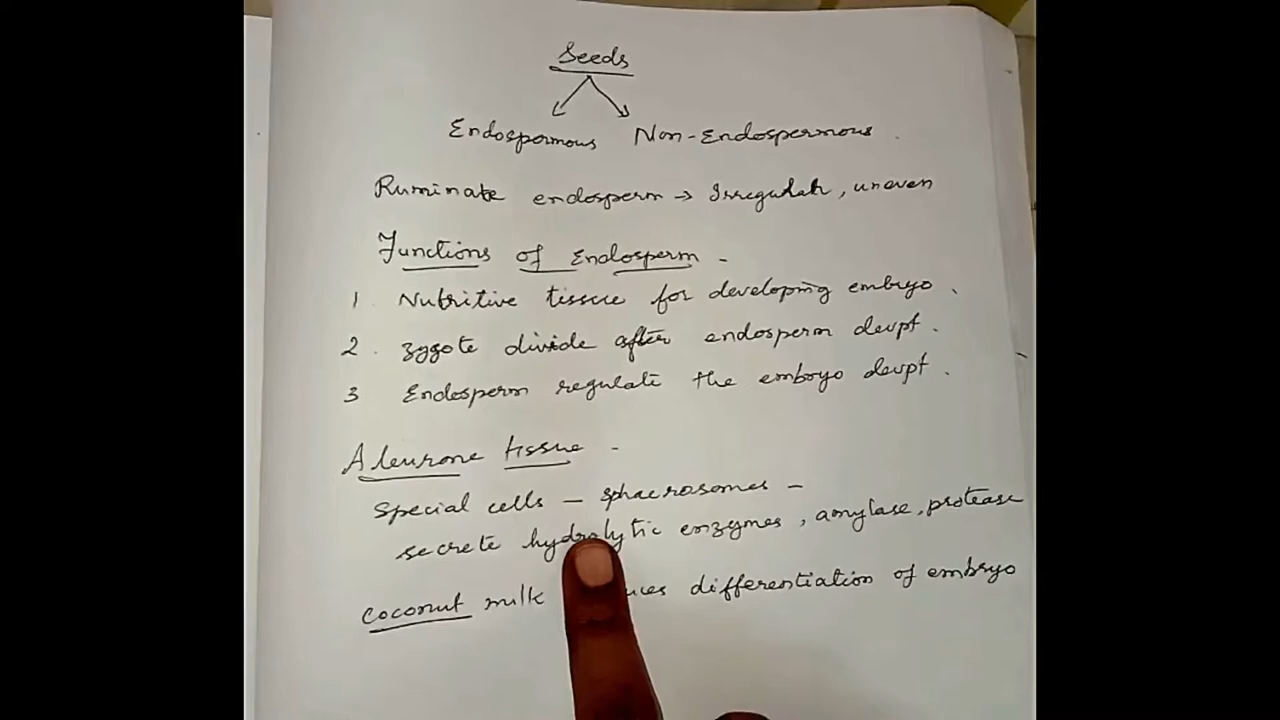 Seeds
Endospermous Non-Endospermous
Ruminate endosperm → Irregular, uneven
Functions of Endosperm -
1 Nutritive tissue for developing embryo.
2. Zygote divide after endosperm devpt.
3 Endosperm regulate the embryo devpt.
Aleurone tissue -
Special cells - sphaerosomes -
secrete hydrolytic enzymes, amylase, protease
coconut milk differentiation of embryo